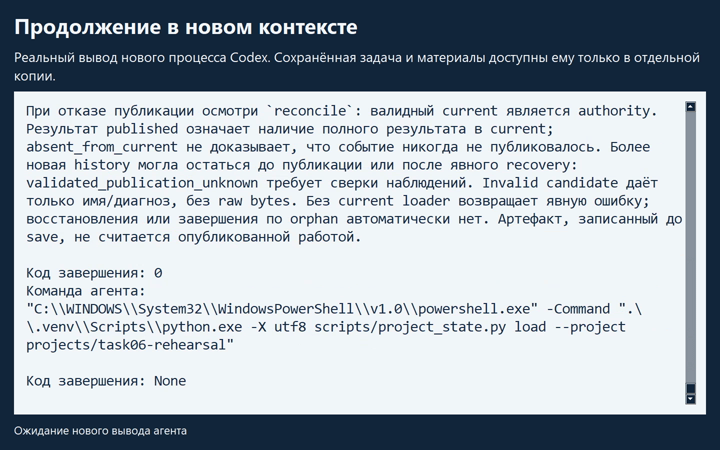 Продолжение в новом контексте
Реальный вывод нового процесса Codex. Сохранённая задача и материалы доступны ему только в отдельной
копии.
При отказе публикации осмотри `reconcile`: валидный current является authority.
Результат published означает наличие полного результата в current;
absent_from_current не доказывает, что событие никогда не публиковалось. Более
новая history могла остаться до публикации или после явного recovery:
validated_publication_unknown требует сверки наблюдений. Invalid candidate даёт
только имя/диагноз, без raw bytes. Без current loader возвращает явную ошибку;
восстановления или завершения по orphan автоматически нет. Артефакт, записанный до
save, не считается опубликованной работой.
Код завершения: 0
Команда агента:
"C:\\WINDOWS\\System32\\WindowsPowerShell\\v1.0\\powershell.exe" -Command ".\
\.venv\\Scripts\\python.exe -X utf8 scripts/project_state.py load --project
projects/task06-rehearsal"
Код завершения: None
Ожидание нового вывода агента